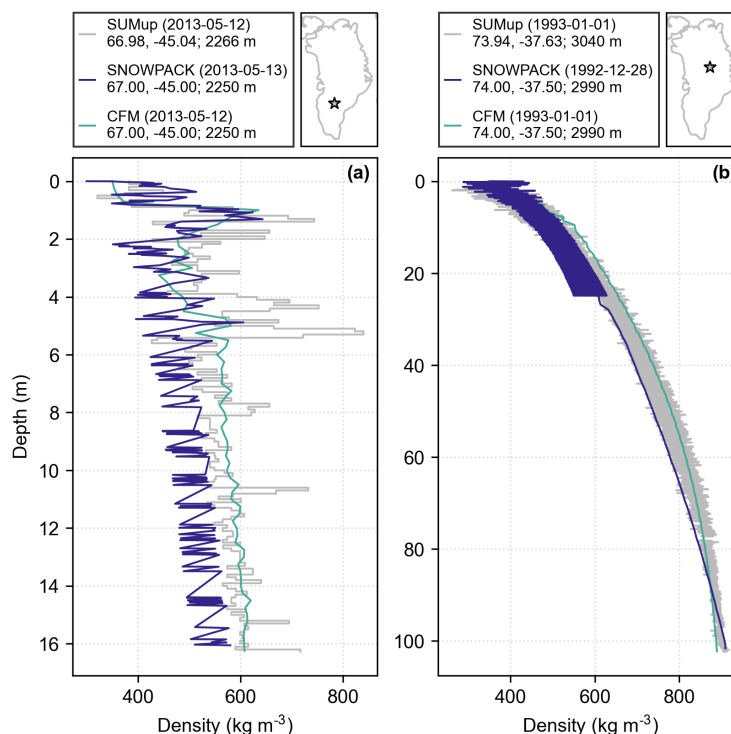 SUMup (2013-05-12)
66.98, -45.04; 2266 m
SNOWPACK (2013-05-13)
67.00, -45.00; 2250 m
CFM (2013-05-12)
67.00, -45.00; 2250 m
SUMup (1993-01-01)
73.94, -37.63; 3040 m
SNOWPACK (1992-12-28)
74.00, -37.50; 2990 m
CFM (1993-01-01)
74.00, -37.50; 2990 m
(a)
0
2
4
6
8
10
12
14
16
Depth (m)
400
600
800
Density (kg m⁻³)
(b)
0
20
40
60
80
100
400
600
800
Density (kg m⁻³)